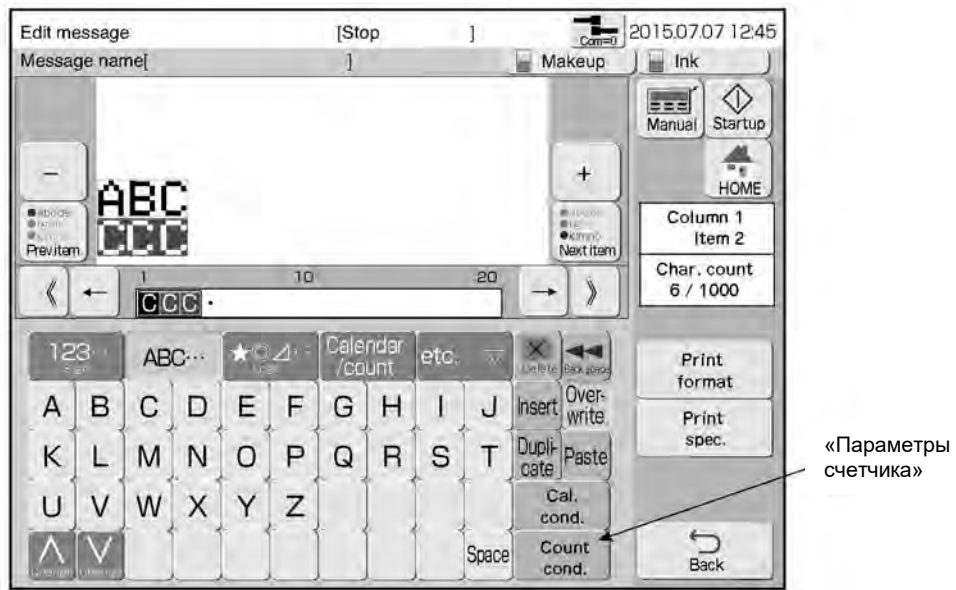 Edit message [Stop ] Com=0 2015.07.07 12:45
Message name[ ] Makeup Ink
Manual Startup
− +
HOME
ABC
CCC
Prev item Next item
Column 1
Item 2
Char. count
6 / 1000
1 10 20
《 ← → 》
CCC·
123·· ABC··· ★◎⊿·· Calendar /count etc. Delete Back space
A B C D E F G H I J Insert Over-write
K L M N O P Q R S T Dupli-cate Paste
U V W X Y Z Cal. cond.
Space Count cond.
Print
format
Print
spec.
Back
«Параметры
счетчика»